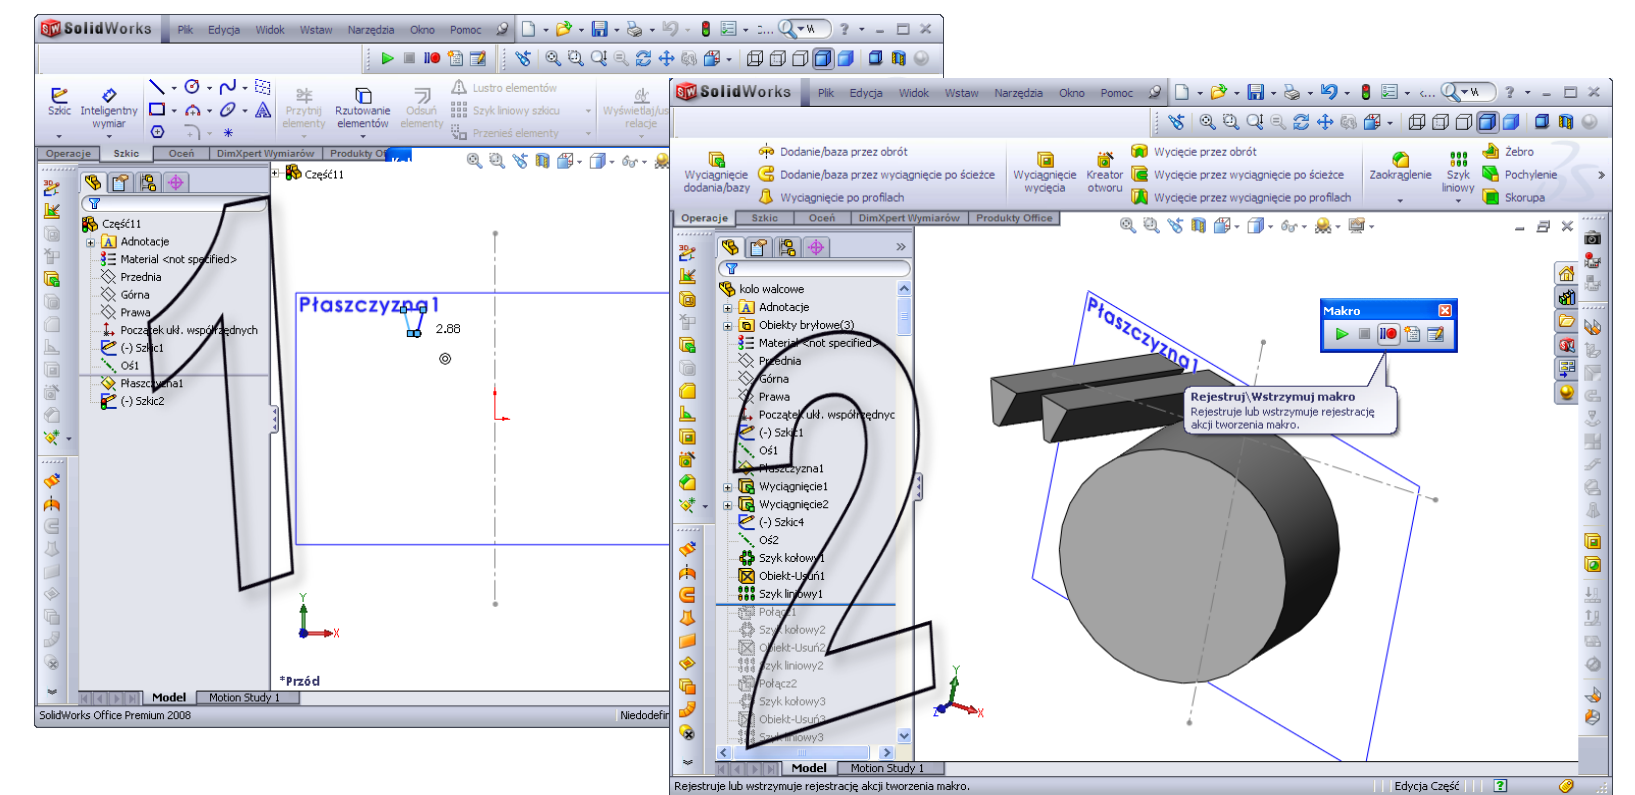 SolidWorks Plik Edycja Widok Wstaw Narzędzia Okno Pomoc
Szkic Inteligentny wymiar Przytnij elementy Rzutowanie elementów Odsuń elementy
Lustro elementów
Szyk liniowy szkicu
Przenieś elementy
Wyświetlaj/us
relacje
Operacje Szkic Oceń DimXpert Wymiarów Produkty Of
Część11
Część11
Adnotacje
Material <not specified>
Przednia
Górna
Prawa
Początek ukł. współrzędnych
(-) Szkic1
Oś1
Płaszczyzna1
(-) Szkic2
Płaszczyzna1
2.88
Y
X
*Przód
Model Motion Study 1
SolidWorks Office Premium 2008 Niedodefin
1
SolidWorks Plik Edycja Widok Wstaw Narzędzia Okno Pomoc
Wyciągnięcie dodania/bazy
Dodanie/baza przez obrót
Dodanie/baza przez wyciągnięcie po ścieżce
Wyciągnięcie po profilach
Wyciągnięcie wycięcia
Kreator otworu
Wycięcie przez obrót
Wycięcie przez wyciągnięcie po ścieżce
Wycięcie przez wyciągnięcie po profilach
Zaokrąglenie
Szyk liniowy
Żebro
Pochylenie
Skorupa
Operacje Szkic Oceń DimXpert Wymiarów Produkty Office
kolo walcowe
Adnotacje
Obiekty bryłowe(3)
Material <not specified>
Przednia
Górna
Prawa
Początek ukł. współrzędnyc
(-) Szkic1
Oś1
Płaszczyzna1
Wyciągnięcie1
Wyciągnięcie2
(-) Szkic4
Oś2
Szyk kołowy1
Obiekt-Usuń1
Szyk liniowy1
Połącz1
Szyk kołowy2
Obiekt-Usuń2
Szyk liniowy2
Połącz2
Szyk kołowy3
Obiekt-Usuń3
Szyk liniowy3
2
Płaszczyzna1
Makro
Rejestruj\Wstrzymuj makro
Rejestruje lub wstrzymuje rejestrację
akcji tworzenia makro.
Y
Z X
Model Motion Study 1
Rejestruje lub wstrzymuje rejestrację akcji tworzenia makro. Edycja Część